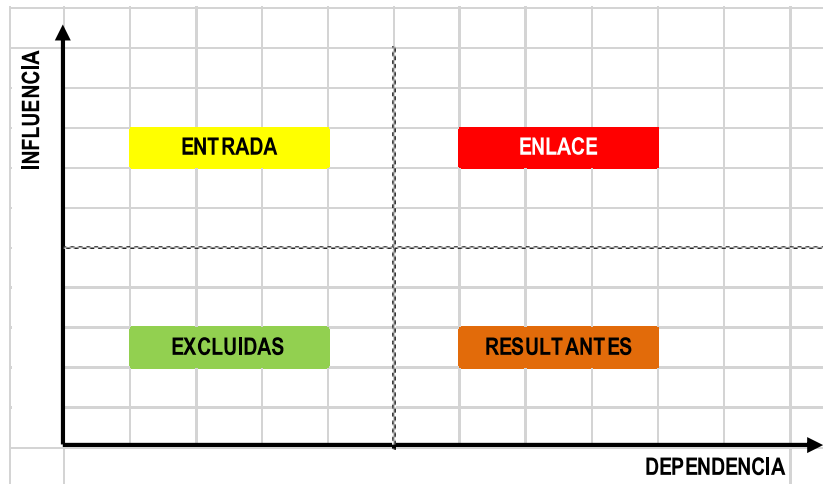 INFLUENCIA
ENTRADA
ENLACE
EXCLUIDAS
RESULTANTES
DEPENDENCIA